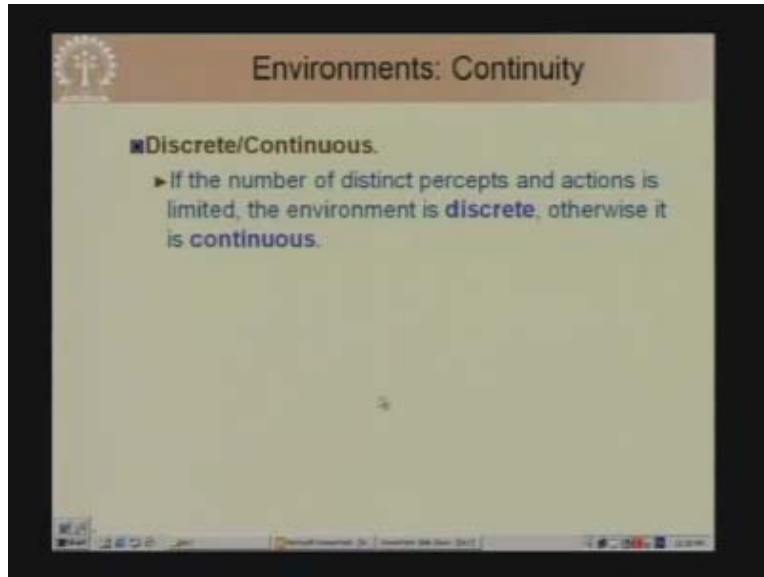 Environments: Continuity
Discrete/Continuous.
If the number of distinct percepts and actions is
limited, the environment is discrete, otherwise it
is continuous.